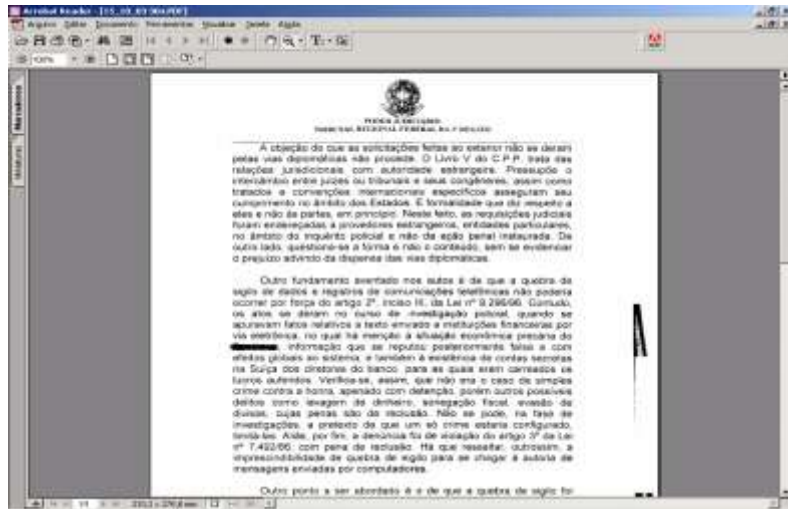 Acrobat Reader - [15_10_03
Arquivo Editar Documento Ferramentas Visualizar Janela Ajuda
100%
Marcadores
PODER JUDICIÁRIO
TRIBUNAL REGIONAL FEDERAL DA 3ª REGIÃO
A objeção de que as solicitações feitas ao exterior não se deram
pelas vias diplomáticas não procede. O Livro V do C.P.P. trata das
relações jurisdicionais com autoridade estrangeira. Pressupõe o
intercâmbio entre juízes ou tribunais e seus congêneres, assim como
tratados e convenções internacionais específicos asseguram seu
cumprimento no âmbito dos Estados. É formalidade que diz respeito a
eles e não às partes, em princípio. Neste feito, as requisições judiciais
foram endereçadas a provedores estrangeiros, entidades particulares,
no âmbito do inquérito policial e não da ação penal instaurada. De
outro lado, questiona-se a forma e não o conteúdo, sem se evidenciar
o prejuízo advindo da dispensa das vias diplomáticas.
Outro fundamento aventado nos autos é de que a quebra de
sigilo de dados e registros de comunicações telefônicas não poderia
ocorrer por força do artigo 2º, inciso III, da Lei nº 9.296/96. Contudo,
os atos se deram no curso de investigação policial, quando se
apuravam fatos relativos a texto enviado a instituições financeiras por
via eletrônica, no qual há menção à situação econômica precária do
informação que se reputou posteriormente falsa e com
efeitos globais ao sistema, e também à existência de contas secretas
na Suíça dos diretores do banco, para as quais eram carreados os
lucros auferidos. Verifica-se, assim, que não era o caso de simples
crime contra a honra, apenado com detenção, porém outros possíveis
delitos como lavagem de dinheiro, sonegação fiscal, evasão de
divisas, cujas penas são de reclusão. Não se pode, na fase de
investigações, a pretexto de que um só crime estaria configurado,
limitá-las. Aliás, por fim, a denúncia foi de violação do artigo 3º da Lei
nº 7.492/86, com pena de reclusão. Há que ressaltar, outrossim, a
imprescindibilidade de quebra de sigilo para se chegar à autoria de
mensagens enviadas por computadores.
Outro ponto a ser abordado é o de que a quebra de sigilo foi